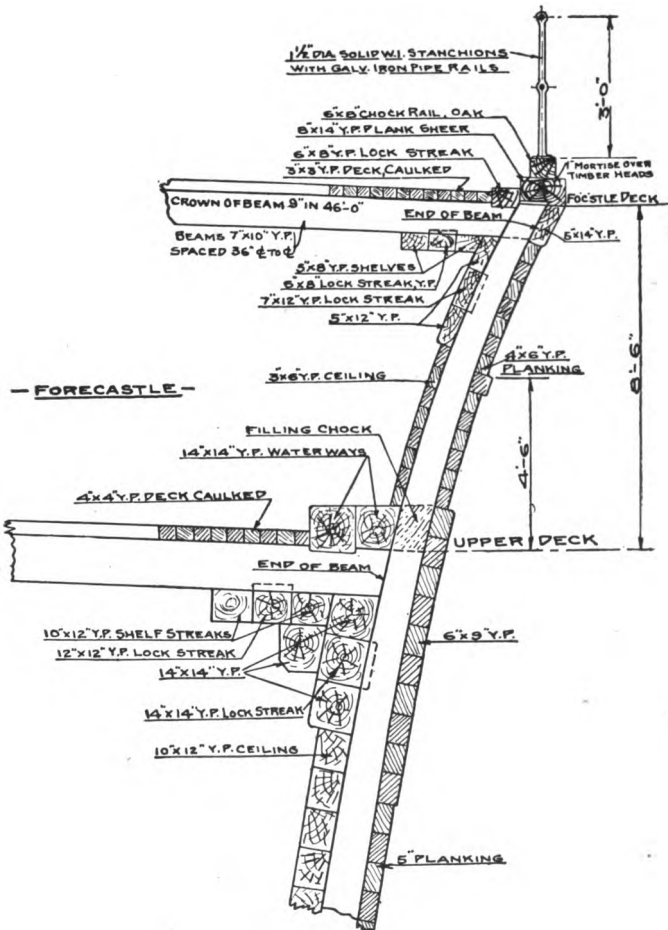 1½" DIA. SOLID W.I. STANCHIONS
WITH GALV. IRON PIPE RAILS
3'-0"
6"x8" CHOCK RAIL, OAK
8"x14" Y.P. PLANK SHEER
6"x8" Y.P. LOCK STREAK
3"x3" Y.P. DECK, CAULKED
1" MORTISE OVER
TIMBER HEADS
FOC'STLE DECK
CROWN OF BEAM 9" IN 46'-0"
END OF BEAM
BEAMS 7"x10" Y.P.
SPACED 36" ¢ TO ¢
5"x14" Y.P.
5"x8" Y.P. SHELVES
6"x8" LOCK STREAK, Y.P.
7"x12" Y.P. LOCK STREAK
5"x12" Y.P.
4"x6" Y.P.
PLANKING
3"x6" Y.P. CEILING
8'-6"
- FORECASTLE -
4'-6"
FILLING CHOCK
14"x14" Y.P. WATERWAYS
4"x4" Y.P. DECK CAULKED
UPPER DECK
END OF BEAM
10"x12" Y.P. SHELF STREAKS
12"x12" Y.P. LOCK STREAK
6"x9" Y.P.
14"x14" Y.P.
14"x14" Y.P. LOCK STREAK
10"x12" Y.P. CEILING
5" PLANKING